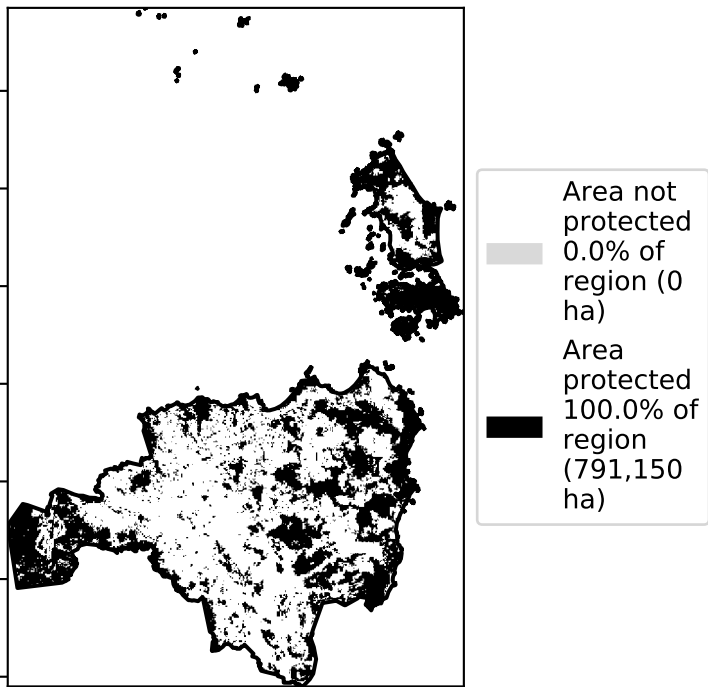 Area not
protected
0.0% of
region (0
ha)
Area
protected
100.0% of
region
(791,150
ha)